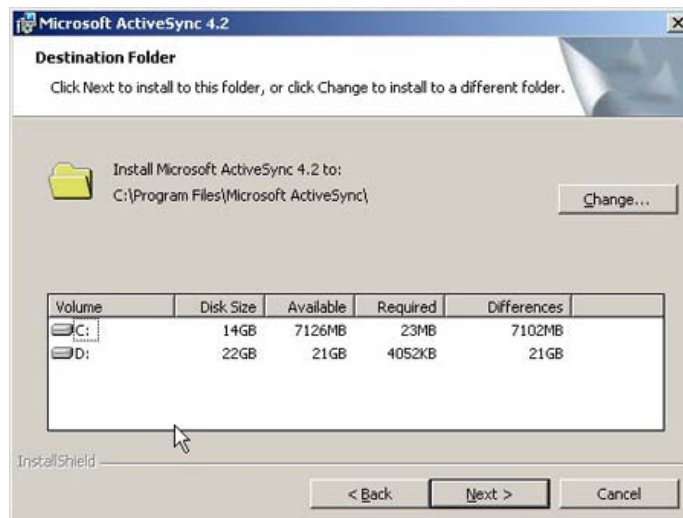 Microsoft ActiveSync 4.2
Destination Folder
Click Next to install to this folder, or click Change to install to a different folder.
Install Microsoft ActiveSync 4.2 to:
C:\Program Files\Microsoft ActiveSync\
Change...
Volume Disk Size Available Required Differences
C: 14GB 7126MB 23MB 7102MB
D: 22GB 21GB 4052KB 21GB
InstallShield
< Back Next > Cancel